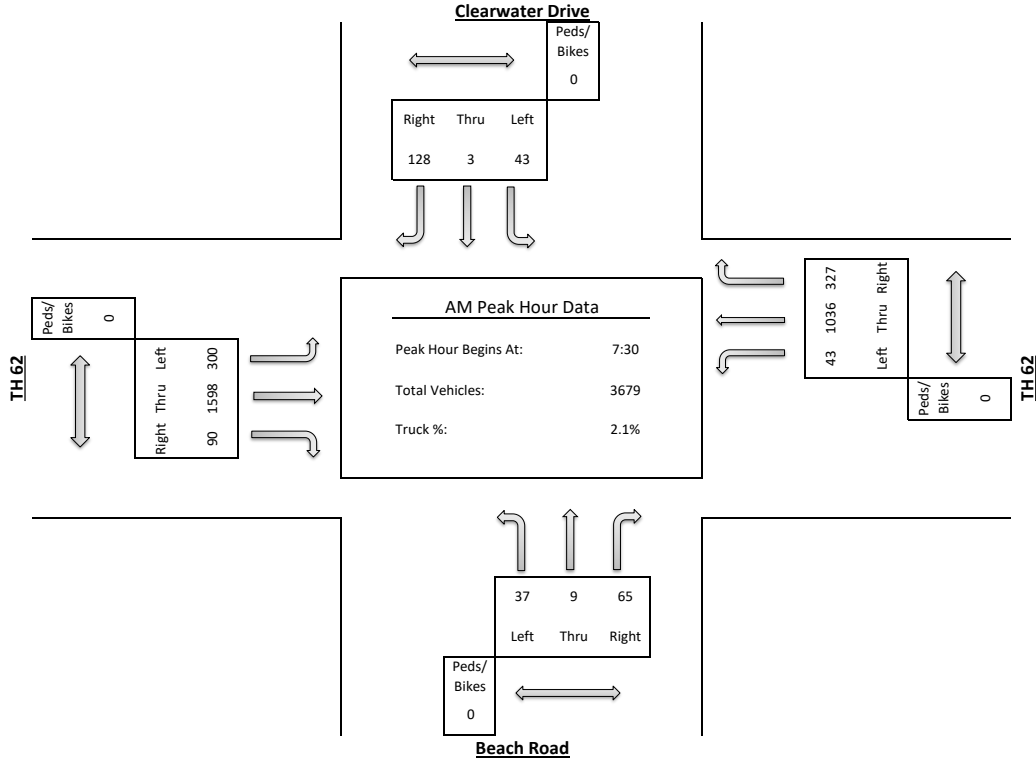 Clearwater Drive
Peds/
Bikes
0
Right Thru Left
128 3 43
TH 62
Peds/
Bikes
0
Right Thru Left
90 1598 300
AM Peak Hour Data
Peak Hour Begins At: 7:30
Total Vehicles: 3679
Truck %: 2.1%
43 1036 327
Left Thru Right
Peds/
Bikes
0
TH 62
37 9 65
Left Thru Right
Peds/
Bikes
0
Beach Road